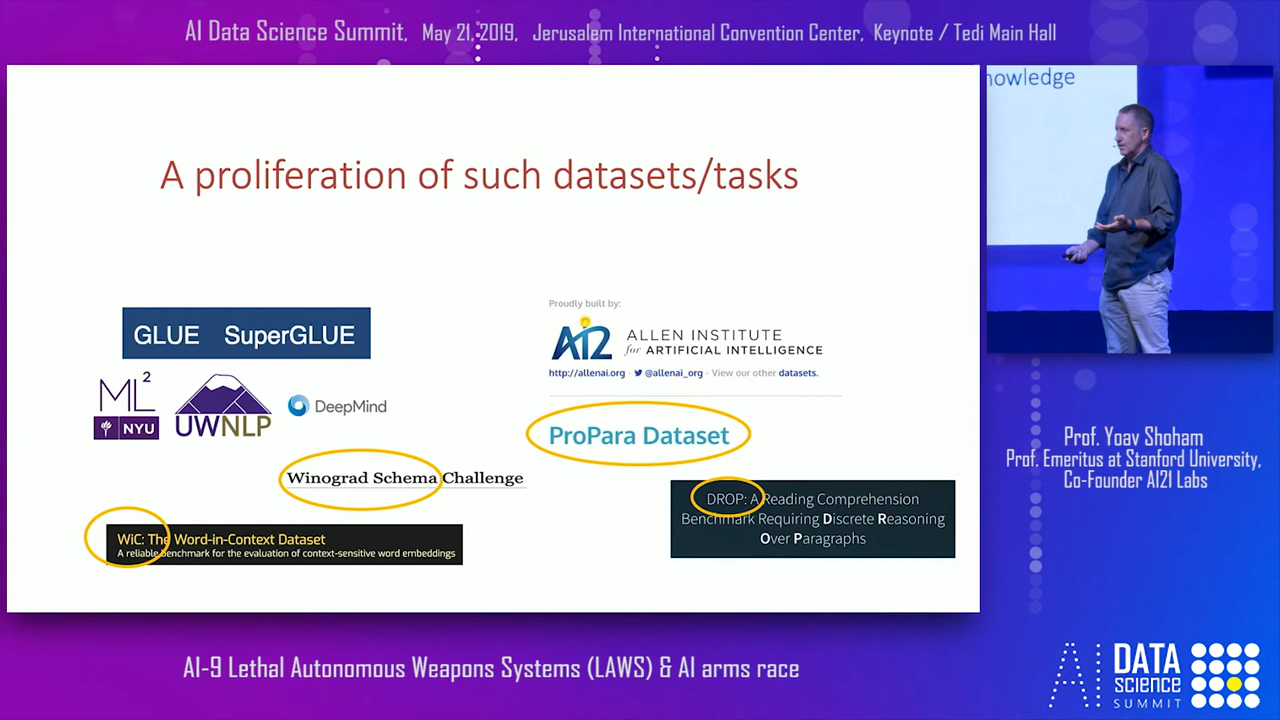 AI Data Science Summit, May 21, 2019, Jerusalem International Convention Center, Keynote / Tedi Main Hall
nowledge
A proliferation of such datasets/tasks
GLUE SuperGLUE
Proudly built by:
AI2 ALLEN INSTITUTE
for ARTIFICIAL INTELLIGENCE
http://allenai.org · @allenai_org · View our other datasets.
ML²
NYU
UWNLP
DeepMind
ProPara Dataset
Winograd Schema Challenge
DROP: A Reading Comprehension
Benchmark Requiring Discrete Reasoning
Over Paragraphs
WiC: The Word-in-Context Dataset
A reliable benchmark for the evaluation of context-sensitive word embeddings
Prof. Yoav Shoham
Prof. Emeritus at Stanford University,
Co-Founder AI21 Labs
AI-9 Lethal Autonomous Weapons Systems (LAWS) & AI arms race
AI DATA
SCIENCE
SUMMIT